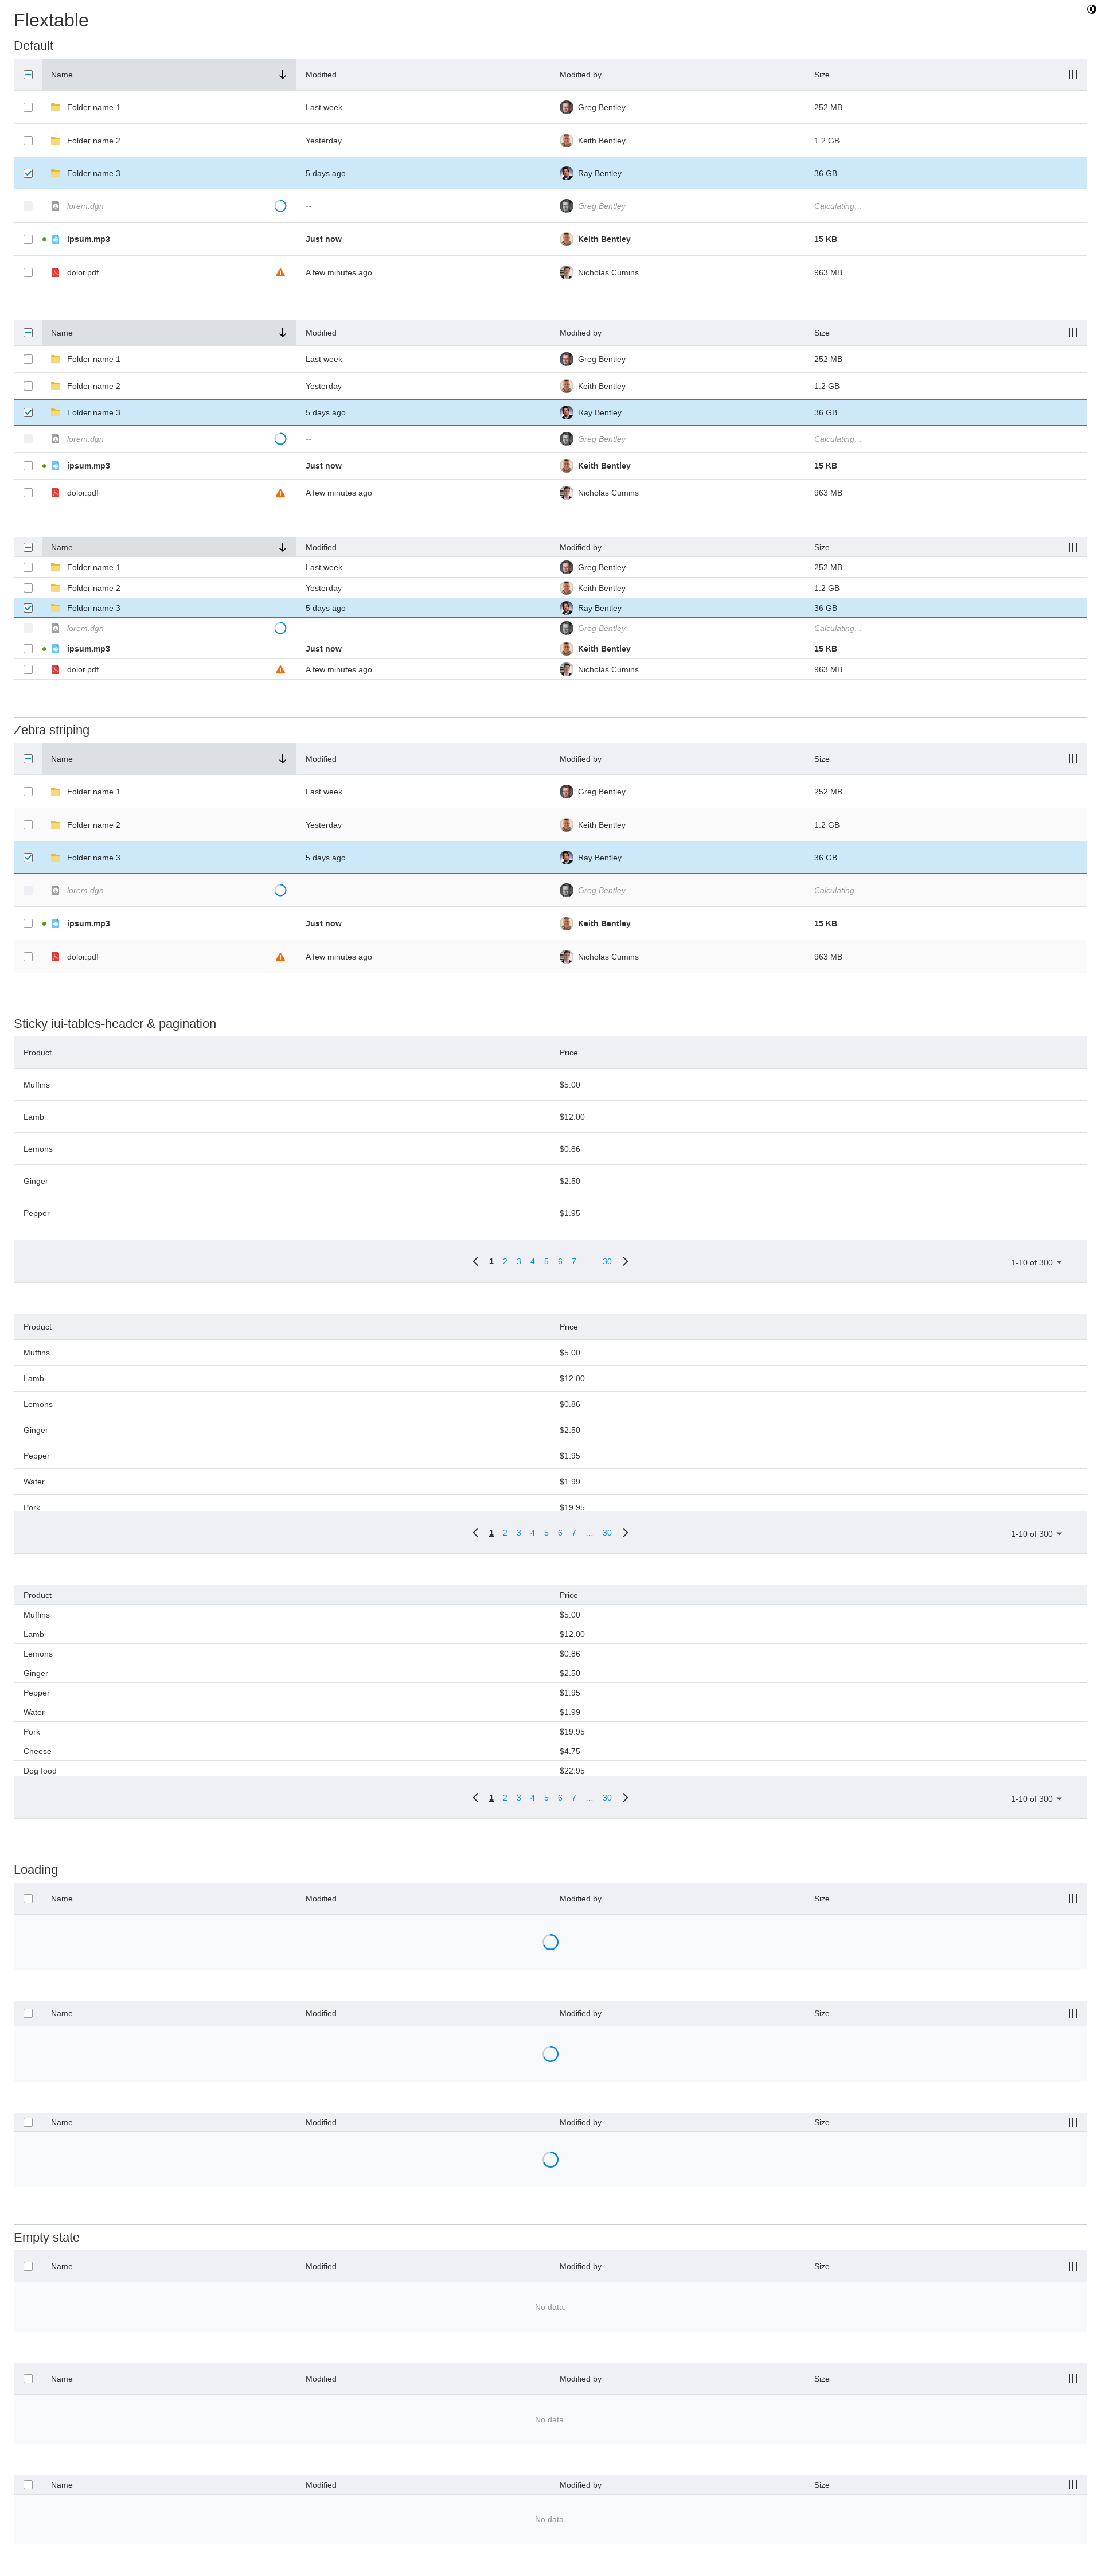 Flextable
Default
Name Modified Modified by Size
Folder name 1 Last week Greg Bentley 252 MB
Folder name 2 Yesterday Keith Bentley 1.2 GB
Folder name 3 5 days ago Ray Bentley 36 GB
lorem.dgn -- Greg Bentley Calculating...
ipsum.mp3 Just now Keith Bentley 15 KB
dolor.pdf A few minutes ago Nicholas Cumins 963 MB
Name Modified Modified by Size
Folder name 1 Last week Greg Bentley 252 MB
Folder name 2 Yesterday Keith Bentley 1.2 GB
Folder name 3 5 days ago Ray Bentley 36 GB
lorem.dgn -- Greg Bentley Calculating...
ipsum.mp3 Just now Keith Bentley 15 KB
dolor.pdf A few minutes ago Nicholas Cumins 963 MB
Name Modified Modified by Size
Folder name 1 Last week Greg Bentley 252 MB
Folder name 2 Yesterday Keith Bentley 1.2 GB
Folder name 3 5 days ago Ray Bentley 36 GB
lorem.dgn -- Greg Bentley Calculating...
ipsum.mp3 Just now Keith Bentley 15 KB
dolor.pdf A few minutes ago Nicholas Cumins 963 MB
Zebra striping
Name Modified Modified by Size
Folder name 1 Last week Greg Bentley 252 MB
Folder name 2 Yesterday Keith Bentley 1.2 GB
Folder name 3 5 days ago Ray Bentley 36 GB
lorem.dgn -- Greg Bentley Calculating...
ipsum.mp3 Just now Keith Bentley 15 KB
dolor.pdf A few minutes ago Nicholas Cumins 963 MB
Sticky iui-tables-header & pagination
Product Price
Muffins $5.00
Lamb $12.00
Lemons $0.86
Ginger $2.50
Pepper $1.95
1 2 3 4 5 6 7 ... 30 1-10 of 300
Product Price
Muffins $5.00
Lamb $12.00
Lemons $0.86
Ginger $2.50
Pepper $1.95
Water $1.99
Pork $19.95
1 2 3 4 5 6 7 ... 30 1-10 of 300
Product Price
Muffins $5.00
Lamb $12.00
Lemons $0.86
Ginger $2.50
Pepper $1.95
Water $1.99
Pork $19.95
Cheese $4.75
Dog food $22.95
1 2 3 4 5 6 7 ... 30 1-10 of 300
Loading
Name Modified Modified by Size
Name Modified Modified by Size
Name Modified Modified by Size
Empty state
Name Modified Modified by Size
No data.
Name Modified Modified by Size
No data.
Name Modified Modified by Size
No data.